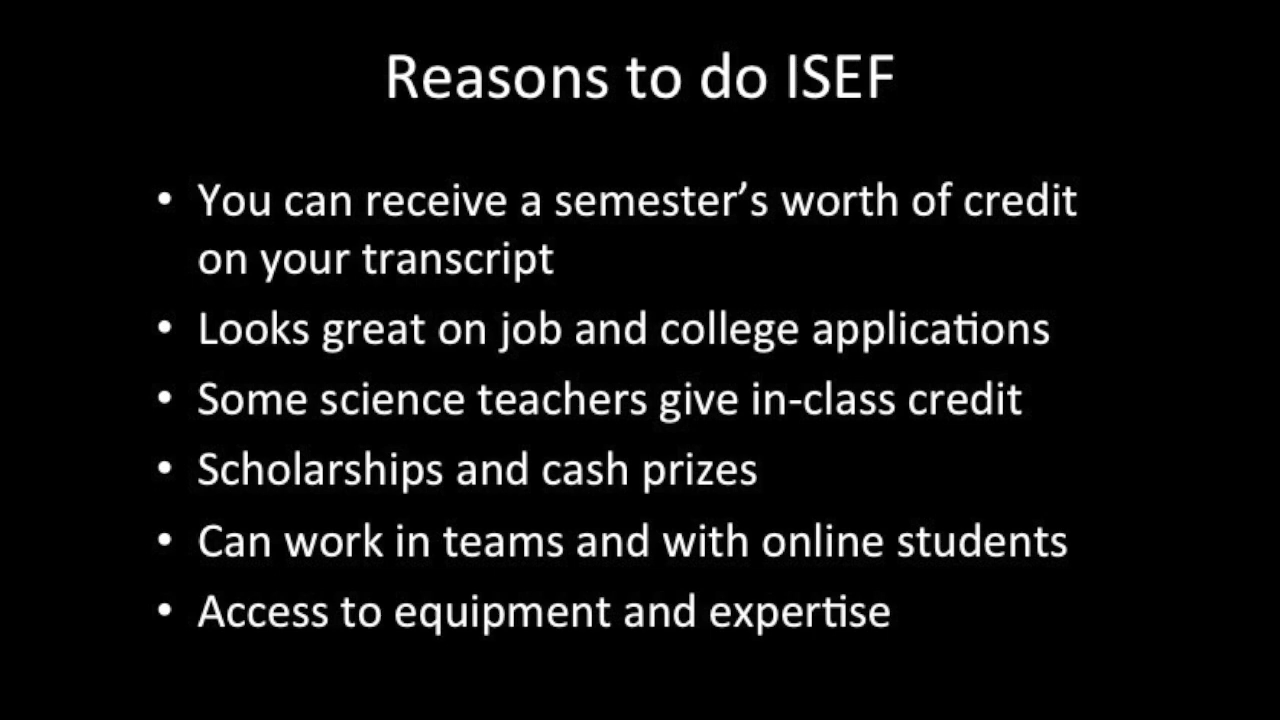 Reasons to do ISEF
• You can receive a semester’s worth of credit
on your transcript
• Looks great on job and college applications
• Some science teachers give in-class credit
• Scholarships and cash prizes
• Can work in teams and with online students
• Access to equipment and expertise